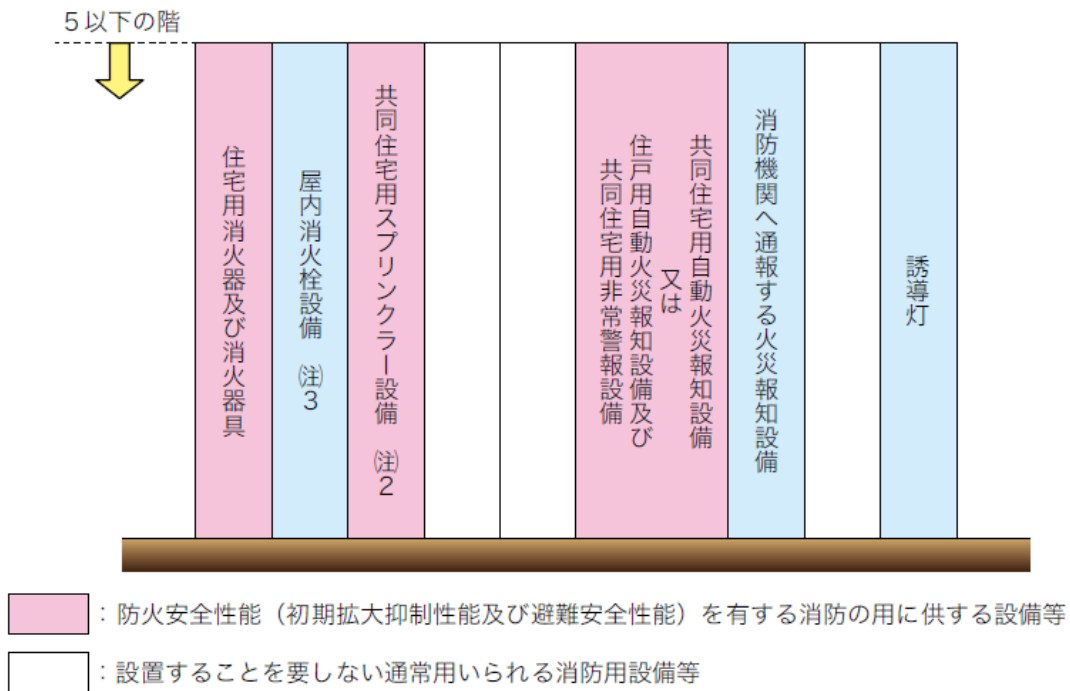 5以下の階
住宅用消火器及び消火器具
屋内消火栓設備 ㈟3
共同住宅用スプリンクラー設備 ㈟2
共同住宅用自動火災報知設備
又は
住戸用自動火災報知設備及び
共同住宅用非常警報設備
消防機関へ通報する火災報知設備
誘導灯
:防火安全性能(初期拡大抑制性能及び避難安全性能)を有する消防の用に供する設備等
:設置することを要しない通常用いられる消防用設備等